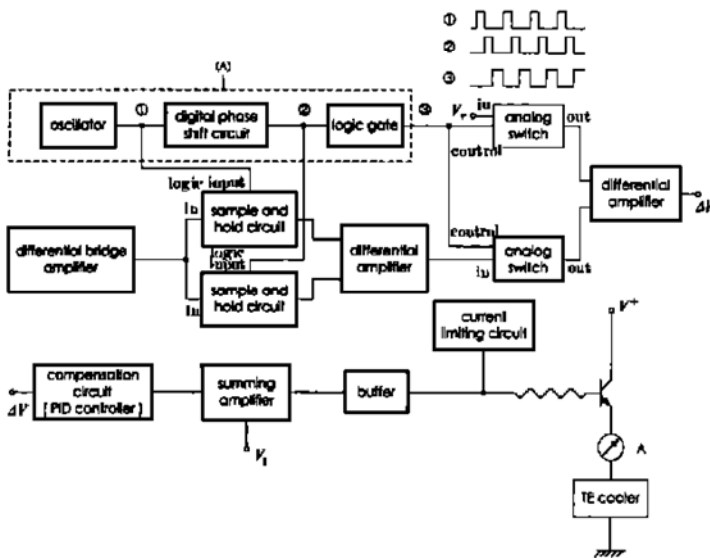 ①
②
③
(A)
oscillator
①
digital phase
shift circuit
②
logic gate
③
V_r
in
analog
switch
out
control
logic input
in
sample and
hold circuit
differential
amplifier
ΔV
differential bridge
amplifier
logic
input
in
sample and
hold circuit
differential
amplifier
control
in
analog
switch
out
current
limiting circuit
V⁺
ΔV
compensation
circuit
( PID controller )
summing
amplifier
V₁
buffer
A
TE cooler